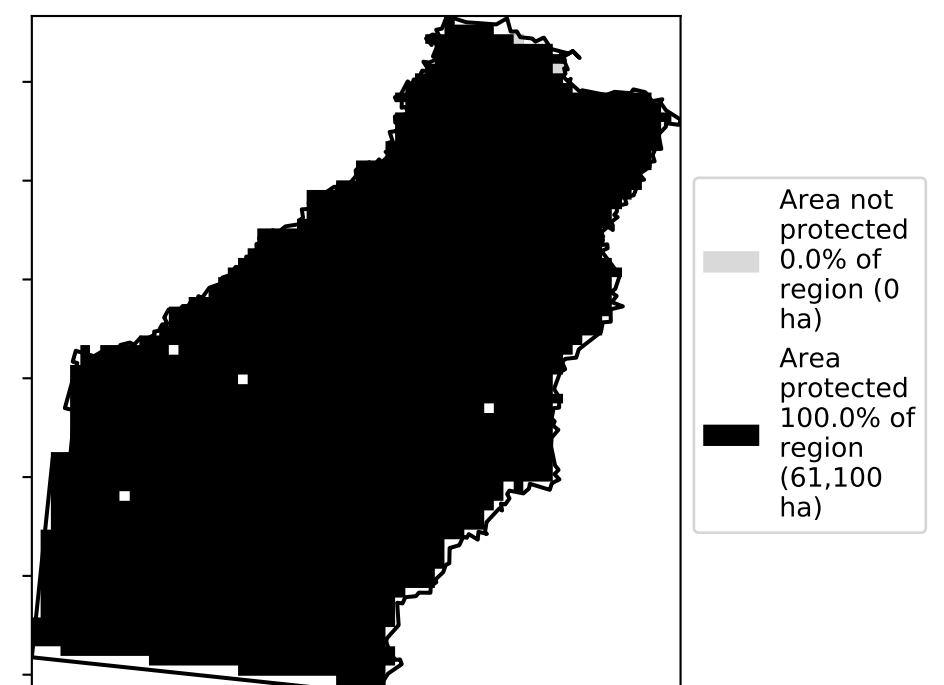 Area not
protected
0.0% of
region (0
ha)
Area
protected
100.0% of
region
(61,100
ha)